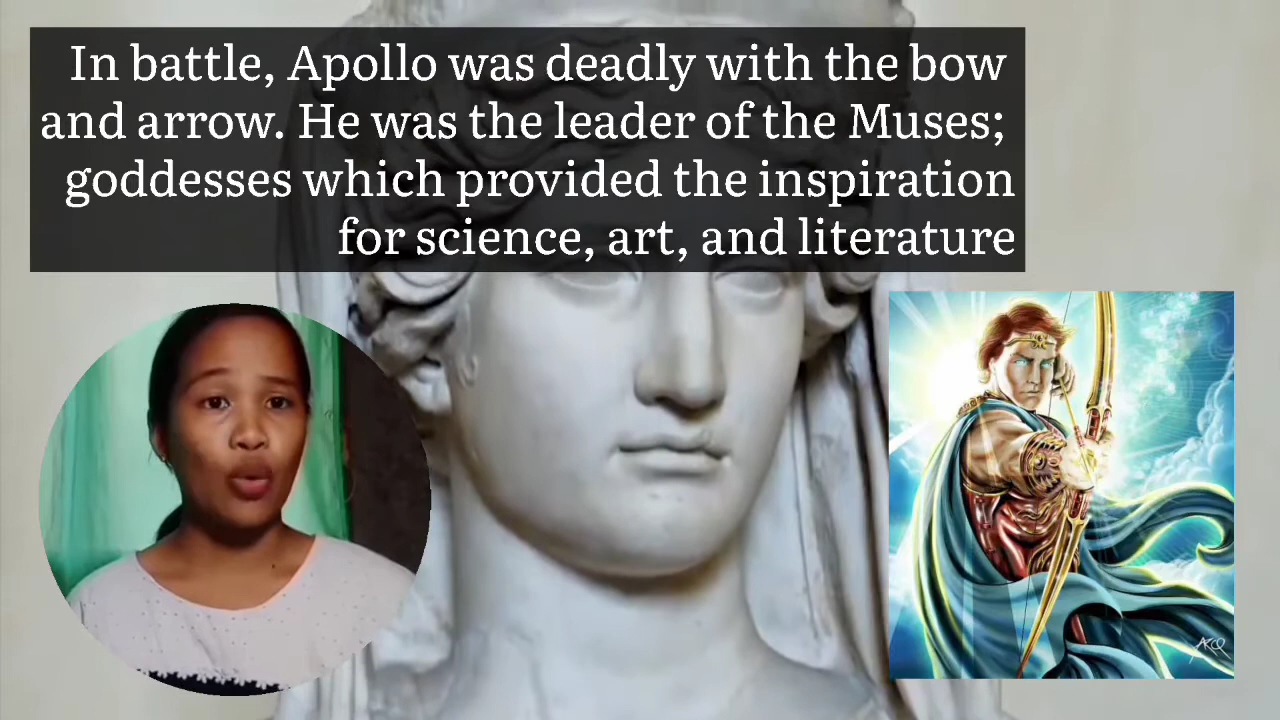 In battle, Apollo was deadly with the bow
and arrow. He was the leader of the Muses;
goddesses which provided the inspiration
for science, art, and literature